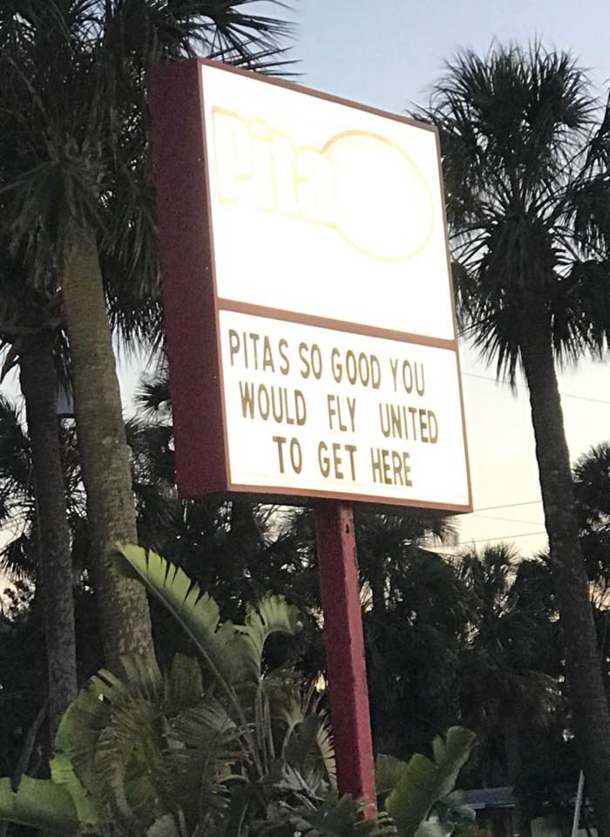 Pita
PITAS SO GOOD YOU
WOULD FLY UNITED
TO GET HERE